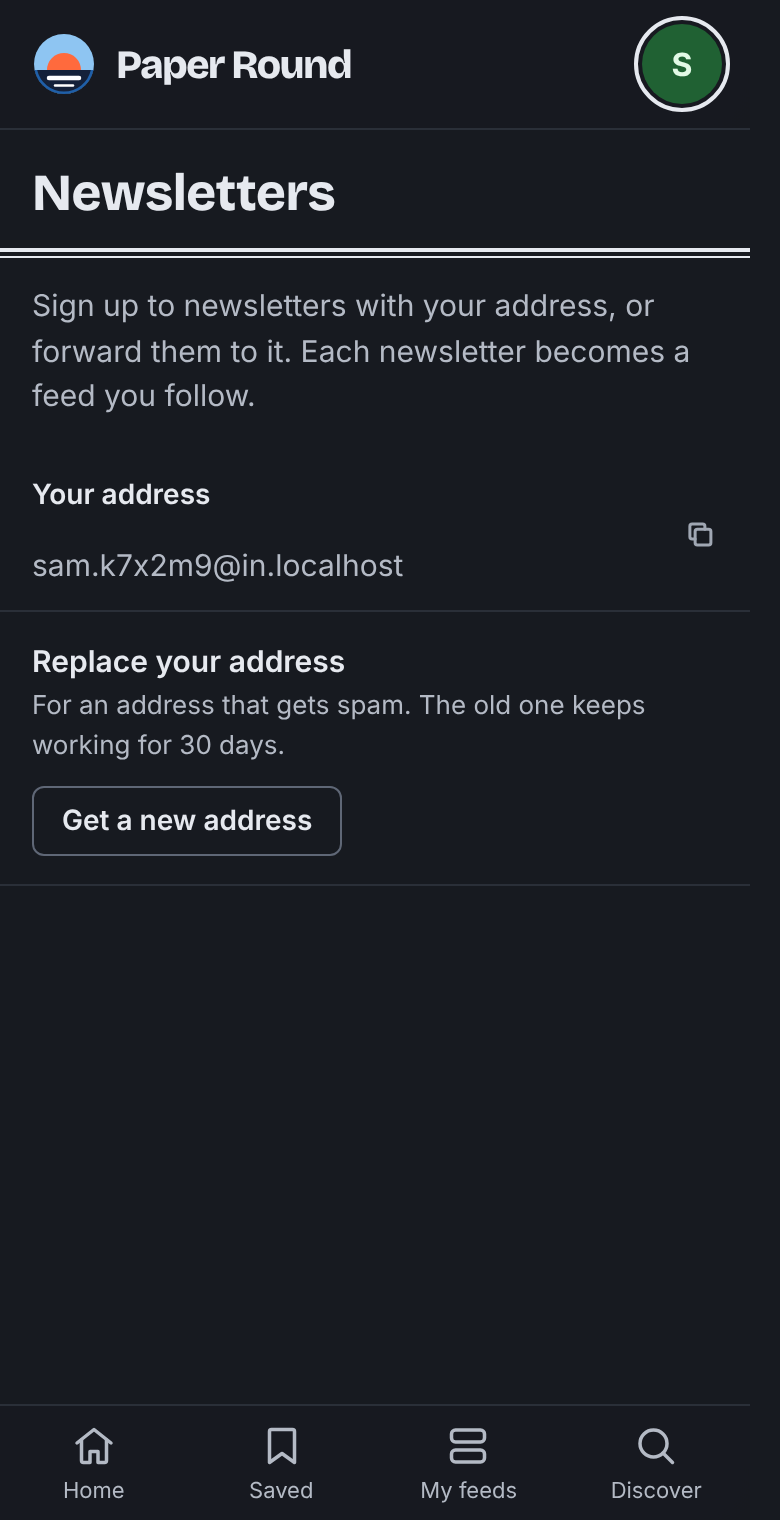 Paper Round
S
Newsletters
Sign up to newsletters with your address, or
forward them to it. Each newsletter becomes a
feed you follow.
Your address
sam.k7x2m9@in.localhost
Replace your address
For an address that gets spam. The old one keeps
working for 30 days.
Get a new address
Home
Saved
My feeds
Discover